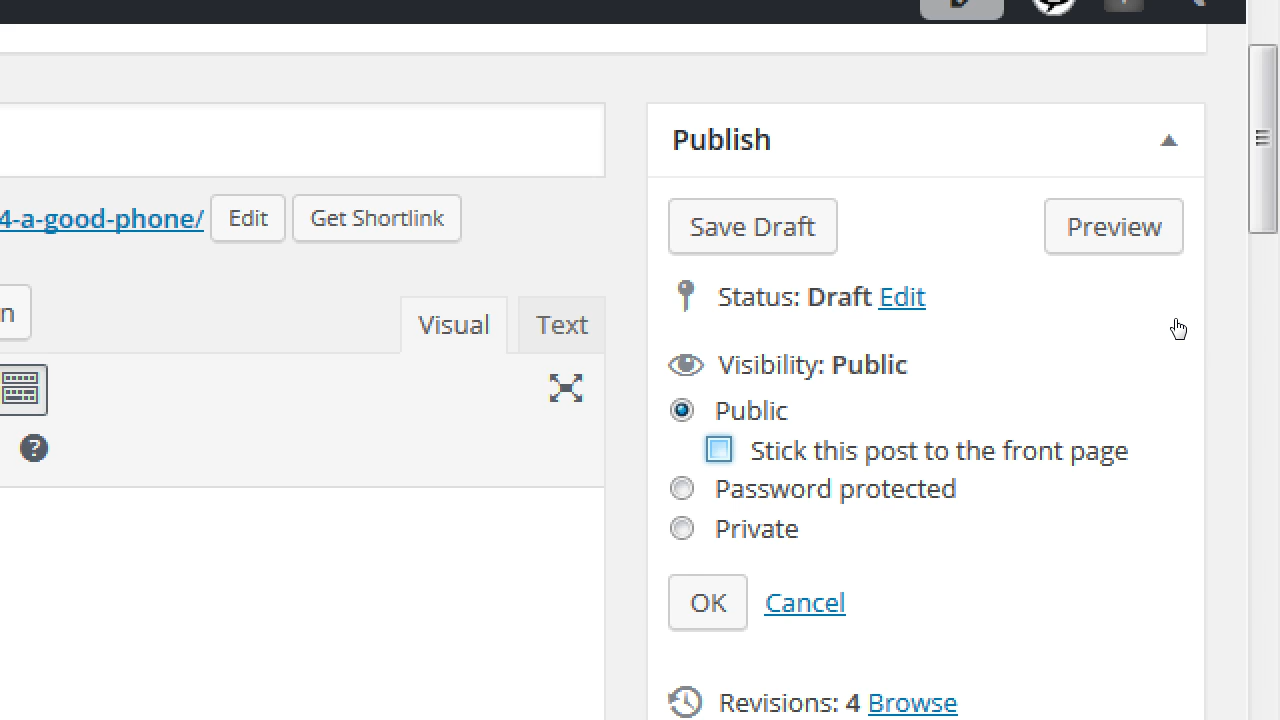 Publish
4-a-good-phone/ Edit Get Shortlink
Save Draft Preview
Status: Draft Edit
n Visual Text
Visibility: Public
Public
Stick this post to the front page
Password protected
Private
OK Cancel
Revisions: 4 Browse